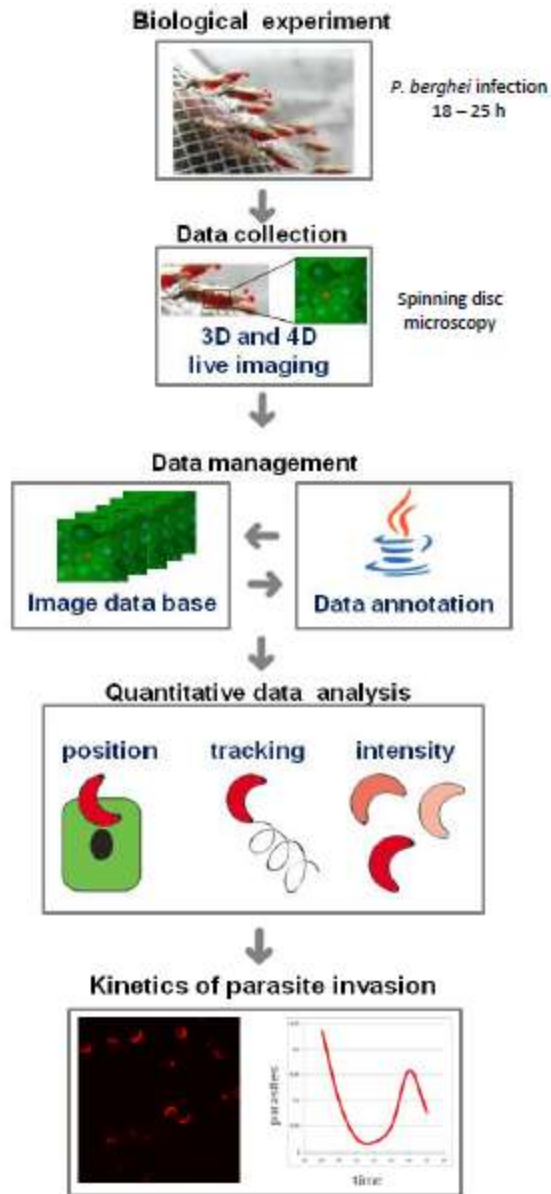 Biological experiment
P. berghei infection
18 – 25 h
Data collection
3D and 4D
live imaging
Spinning disc
microscopy
Data management
Image data base
Data annotation
Quantitative data analysis
position tracking intensity
Kinetics of parasite invasion
parasites
time